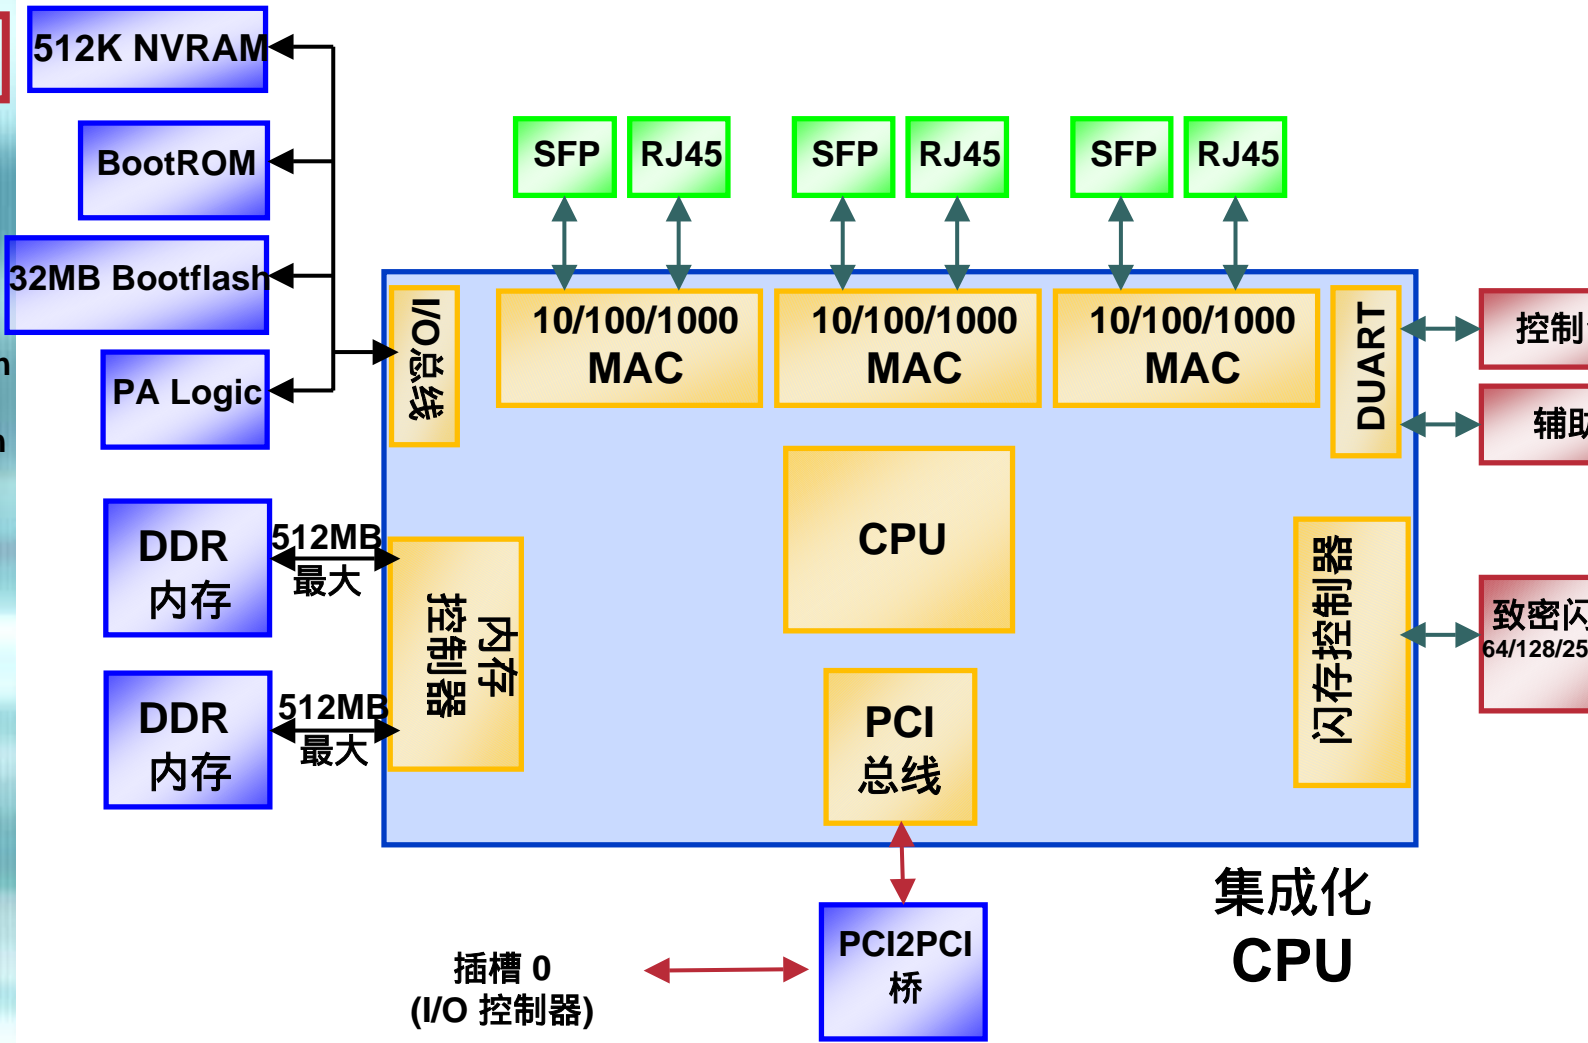 512K NVRAM
BootROM
32MB Bootflash
PA Logic
SFP
RJ45
SFP
RJ45
SFP
RJ45
I/O总线
10/100/1000
MAC
10/100/1000
MAC
10/100/1000
MAC
DUART
控制
辅助
DDR
内存
512MB
最大
DDR
内存
512MB
最大
内存
控制器
CPU
闪存控制器
致密闪
64/128/25
PCI
总线
PCI2PCI
桥
插槽 0
(I/O 控制器)
集成化
CPU